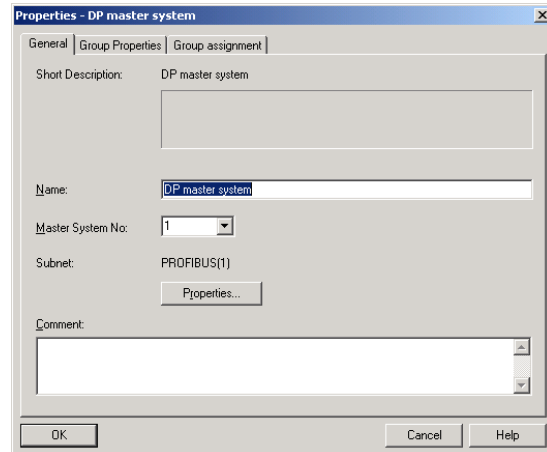 Properties - DP master system
General Group Properties Group assignment
Short Description: DP master system
Name: DP master system
Master System No: 1
Subnet: PROFIBUS(1)
Properties...
Comment:
OK Cancel Help